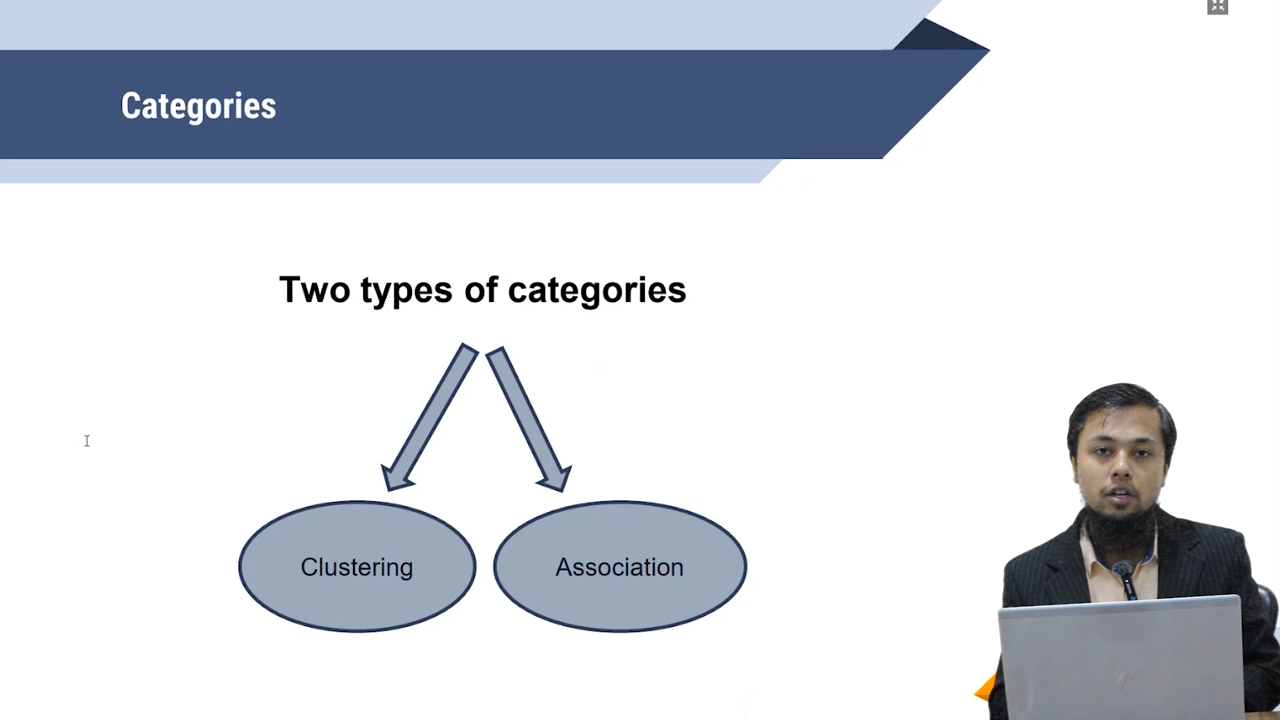 Categories
Two types of categories
Clustering
Association